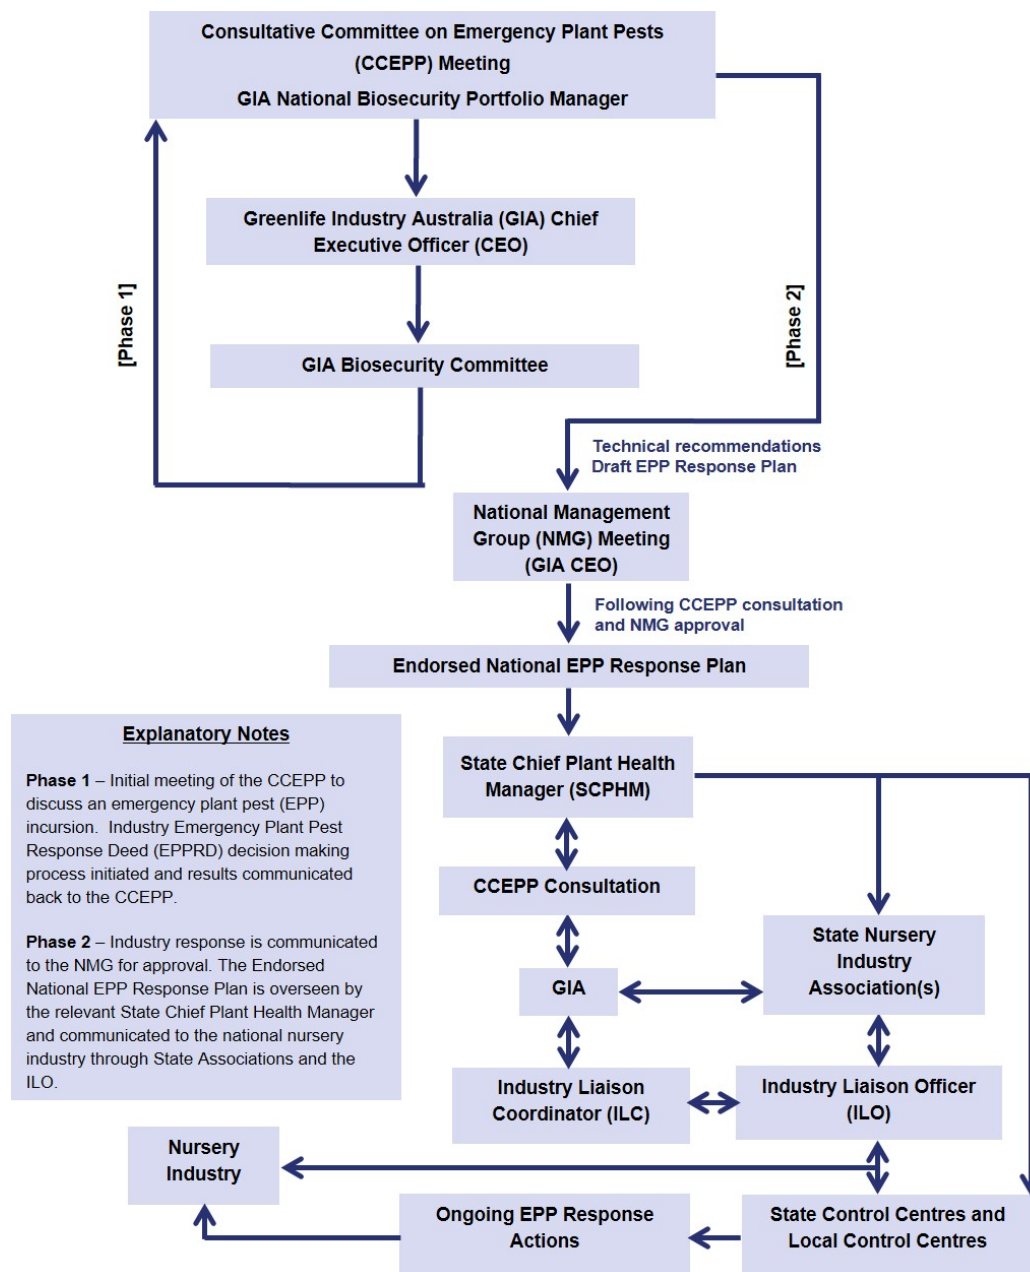 Consultative Committee on Emergency Plant Pests
(CCEPP) Meeting
GIA National Biosecurity Portfolio Manager
Greenlife Industry Australia (GIA) Chief
Executive Officer (CEO)
[Phase 1]
[Phase 2]
GIA Biosecurity Committee
Technical recommendations
Draft EPP Response Plan
National Management
Group (NMG) Meeting
(GIA CEO)
Following CCEPP consultation
and NMG approval
Endorsed National EPP Response Plan
Explanatory Notes
Phase 1 – Initial meeting of the CCEPP to
discuss an emergency plant pest (EPP)
incursion.  Industry Emergency Plant Pest
Response Deed (EPPRD) decision making
process initiated and results communicated
back to the CCEPP.
Phase 2 – Industry response is communicated
to the NMG for approval. The Endorsed
National EPP Response Plan is overseen by
the relevant State Chief Plant Health Manager
and communicated to the national nursery
industry through State Associations and the
ILO.
State Chief Plant Health
Manager (SCPHM)
CCEPP Consultation
State Nursery
Industry
Association(s)
GIA
Industry Liaison
Coordinator (ILC)
Industry Liaison Officer
(ILO)
Nursery
Industry
Ongoing EPP Response
Actions
State Control Centres and
Local Control Centres